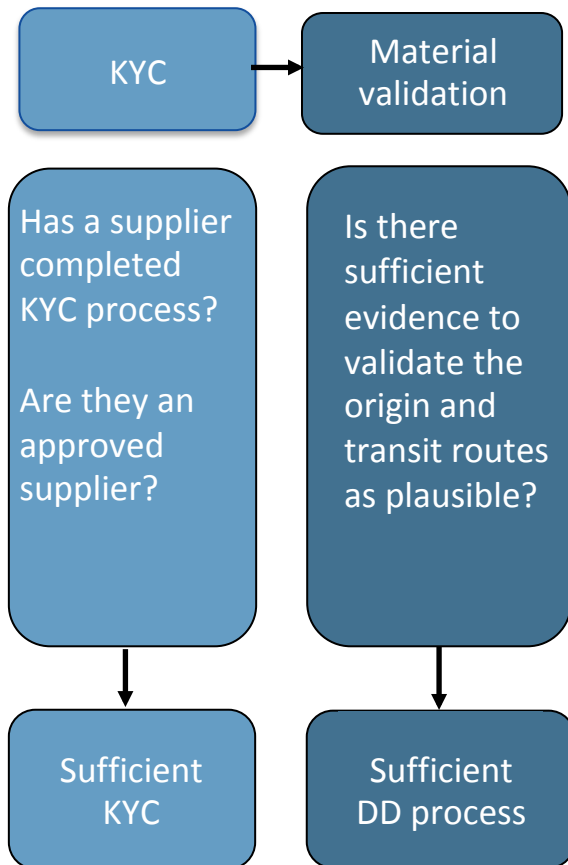 KYC
Material
validation
Has a supplier
completed
KYC process?
Are they an
approved
supplier?
Is there
sufficient
evidence to
validate the
origin and
transit routes
as plausible?
Sufficient
KYC
Sufficient
DD process